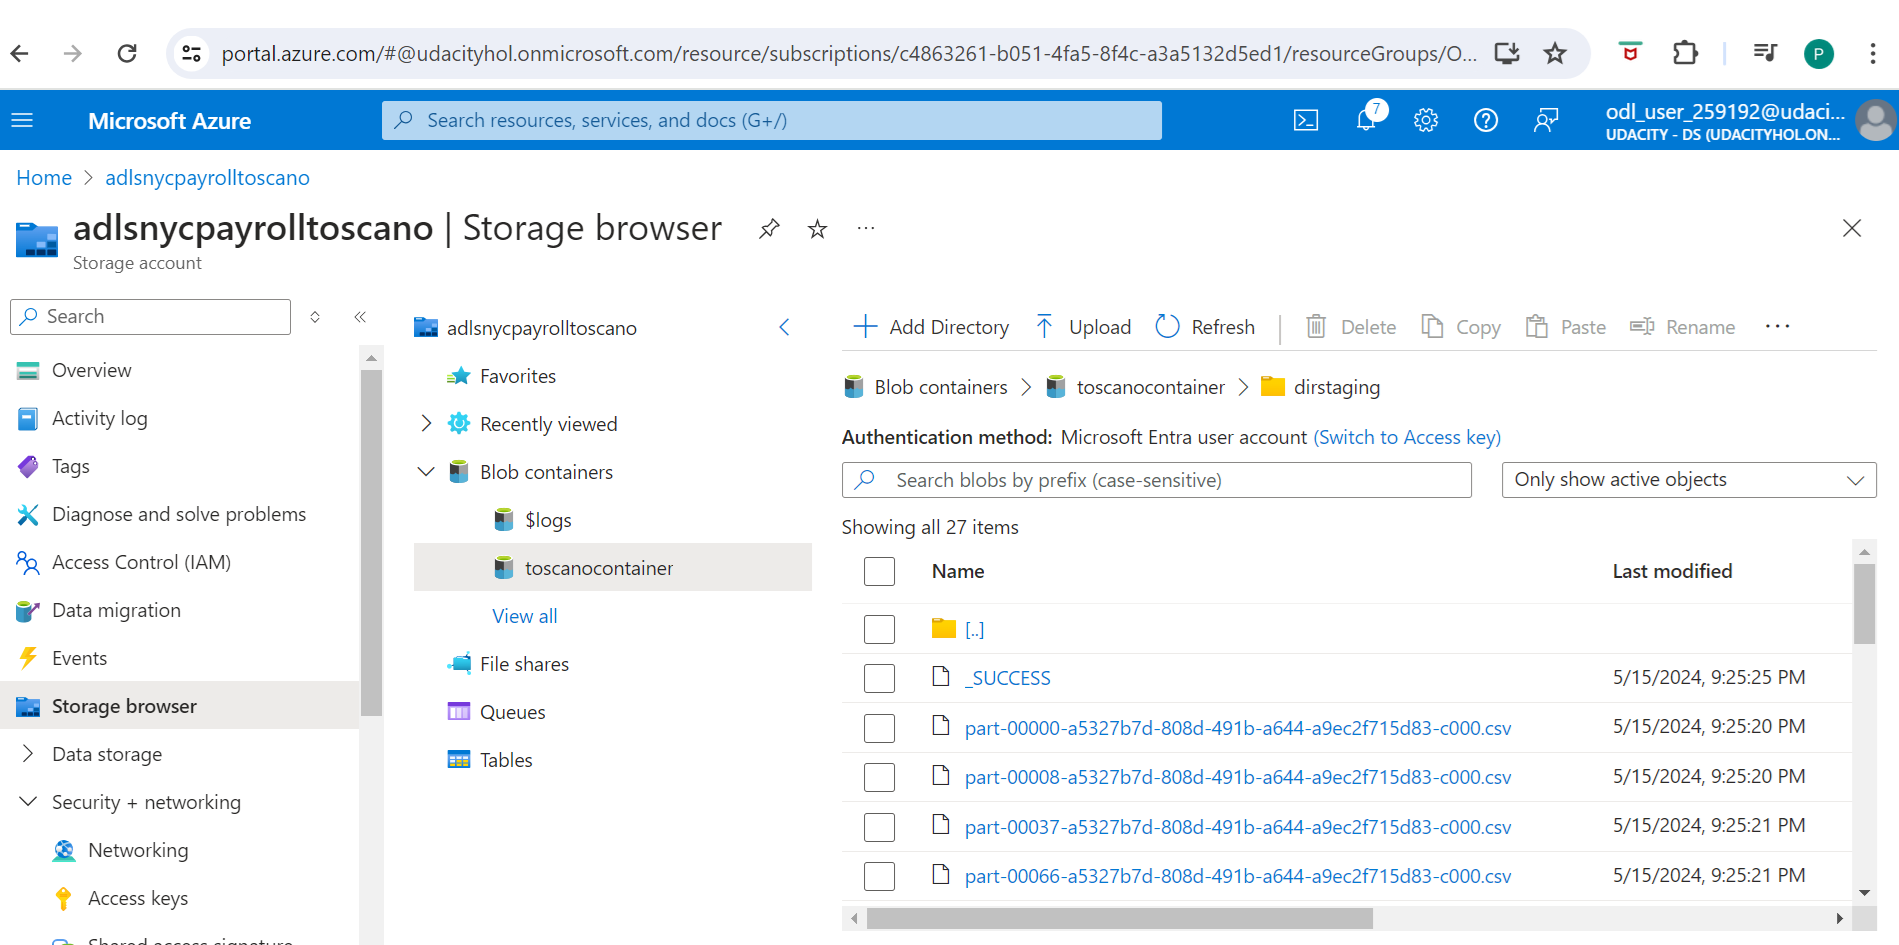 portal.azure.com/#@udacityhol.onmicrosoft.com/resource/subscriptions/c4863261-b051-4fa5-8f4c-a3a5132d5ed1/resourceGroups/O...
P
Microsoft Azure
Search resources, services, and docs (G+/)
7
odl_user_259192@udaci...
UDACITY - DS (UDACITYHOL.ON...
Home > adlsnycpayrolltoscano
adlsnycpayrolltoscano | Storage browser
Storage account
Search
Overview
Activity log
Tags
Diagnose and solve problems
Access Control (IAM)
Data migration
Events
Storage browser
Data storage
Security + networking
Networking
Access keys
Shared access signature
adlsnycpayrolltoscano
Favorites
Recently viewed
Blob containers
$logs
toscanocontainer
View all
File shares
Queues
Tables
Add Directory Upload Refresh Delete Copy Paste Rename
Blob containers > toscanocontainer > dirstaging
Authentication method: Microsoft Entra user account (Switch to Access key)
Search blobs by prefix (case-sensitive)
Only show active objects
Showing all 27 items
Name Last modified
[..]
_SUCCESS 5/15/2024, 9:25:25 PM
part-00000-a5327b7d-808d-491b-a644-a9ec2f715d83-c000.csv 5/15/2024, 9:25:20 PM
part-00008-a5327b7d-808d-491b-a644-a9ec2f715d83-c000.csv 5/15/2024, 9:25:20 PM
part-00037-a5327b7d-808d-491b-a644-a9ec2f715d83-c000.csv 5/15/2024, 9:25:21 PM
part-00066-a5327b7d-808d-491b-a644-a9ec2f715d83-c000.csv 5/15/2024, 9:25:21 PM